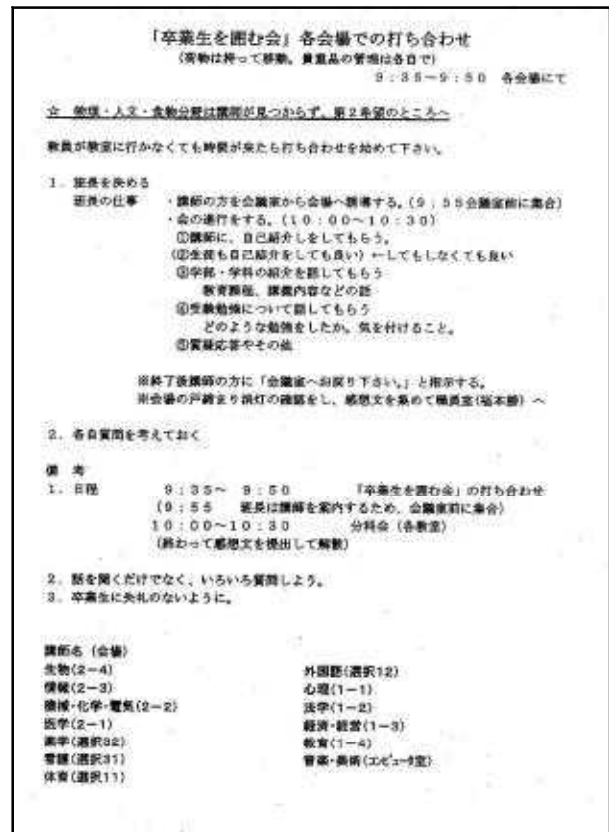 「卒業生を囲む会」各会場での打ち合わせ
(荷物は持って移動。貴重品の管理は各自で)
9:35~9:50 各会場にて
☆ 物理・人文・食物分野は講師が見つからず、第2希望のところへ
教員が教室に行かなくても時間が来たら打ち合わせを始めて下さい。
1.班長を決める
班長の仕事 ・講師の方を会議室から会場へ誘導する。(9:55会議室前に集合)
・会の進行をする。(10:00~10:30)
①講師に、自己紹介しをしてもらう。
(②生徒も自己紹介をしても良い)←してもしなくても良い
③学部・学科の紹介を話してもらう
教育課程、講義内容などの話
④受験勉強について話してもらう
どのような勉強をしたか。気を付けること。
⑤質疑応答やその他
※終了後講師の方に「会議室へお戻り下さい。」と指示する。
※会場の戸締まり消灯の確認をし、感想文を集めて職員室(福本勝)へ
2.各自質問を考えておく
備 考
1.日程 9:35~ 9:50 「卒業生を囲む会」の打ち合わせ
(9:55 班長は講師を案内するため、会議室前に集合)
10:00~10:30 分科会(各教室)
(終わって感想文を提出して解散)
2.話を聞くだけでなく、いろいろ質問しよう。
3.卒業生に失礼のないように。
講師名(会場)
生物(2-4)
情報(2-3)
機械・化学・電気(2-2)
医学(2-1)
薬学(選択32)
看護(選択31)
体育(選択11)
外国語(選択12)
心理(1-1)
法学(1-2)
経済・経営(1-3)
教育(1-4)
音楽・美術(コンピュータ室)